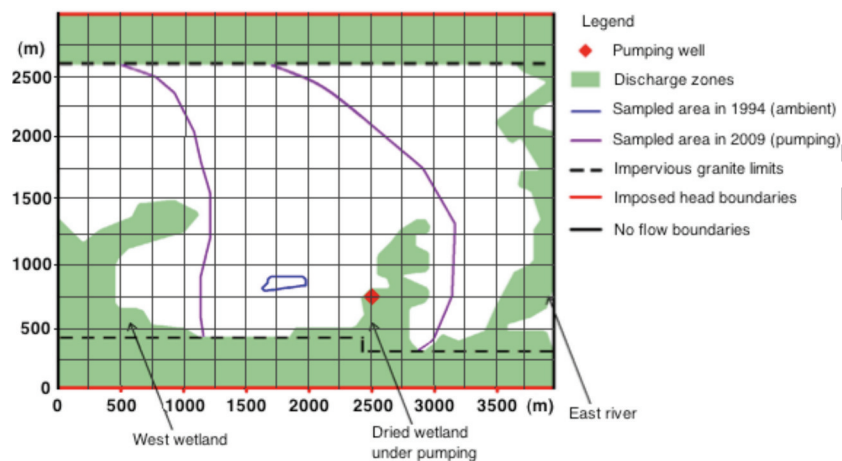 (m)
2500
2000
1500
1000
500
0
0 500 1000 1500 2000 2500 3000 3500 (m)
West wetland
Dried wetland
under pumping
East river
Legend
Pumping well
Discharge zones
Sampled area in 1994 (ambient)
Sampled area in 2009 (pumping)
Impervious granite limits
Imposed head boundaries
No flow boundaries